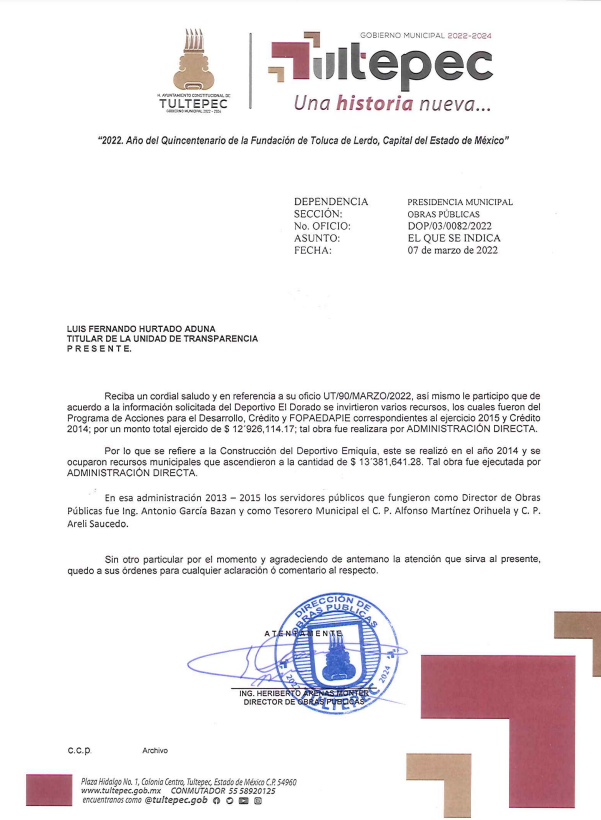 H. AYUNTAMIENTO CONSTITUCIONAL DE
TULTEPEC
GOBIERNO MUNICIPAL 2022 - 2024
GOBIERNO MUNICIPAL 2022-2024
Tultepec
Una historia nueva...
"2022. Año del Quincentenario de la Fundación de Toluca de Lerdo, Capital del Estado de México"
DEPENDENCIA PRESIDENCIA MUNICIPAL
SECCIÓN: OBRAS PÚBLICAS
No. OFICIO: DOP/03/0082/2022
ASUNTO: EL QUE SE INDICA
FECHA: 07 de marzo de 2022
LUIS FERNANDO HURTADO ADUNA
TITULAR DE LA UNIDAD DE TRANSPARENCIA
P R E S E N T E.
Reciba un cordial saludo y en referencia a su oficio UT/90/MARZO/2022, así mismo le participo que de
acuerdo a la información solicitada del Deportivo El Dorado se invirtieron varios recursos, los cuales fueron del
Programa de Acciones para el Desarrollo, Crédito y FOPAEDAPIE correspondientes al ejercicio 2015 y Crédito
2014; por un monto total ejercido de $ 12´926,114.17; tal obra fue realizara por ADMINISTRACIÓN DIRECTA.
Por lo que se refiere a la Construcción del Deportivo Emiquía, este se realizó en el año 2014 y se
ocuparon recursos municipales que ascendieron a la cantidad de $ 13´381,641.28. Tal obra fue ejecutada por
ADMINISTRACIÓN DIRECTA.
En esa administración 2013 – 2015 los servidores públicos que fungieron como Director de Obras
Públicas fue Ing. Antonio García Bazan y como Tesorero Municipal el C. P. Alfonso Martínez Orihuela y C. P.
Areli Saucedo.
Sin otro particular por el momento y agradeciendo de antemano la atención que sirva al presente,
quedo a sus órdenes para cualquier aclaración ó comentario al respecto.
DIRECCIÓN DE
OBRAS PUBLICAS
A T E N T A M E N T E
2024
TULTEPEC
ING. HERIBERTO ARENAS MONTER
DIRECTOR DE OBRAS PUBLICAS
c.c.p. Archivo
Plaza Hidalgo No. 1, Colonia Centro, Tultepec, Estado de México C.P. 54960
www.tultepec.gob.mx CONMUTADOR 55 58920125
encuentranos como @tultepec.gob